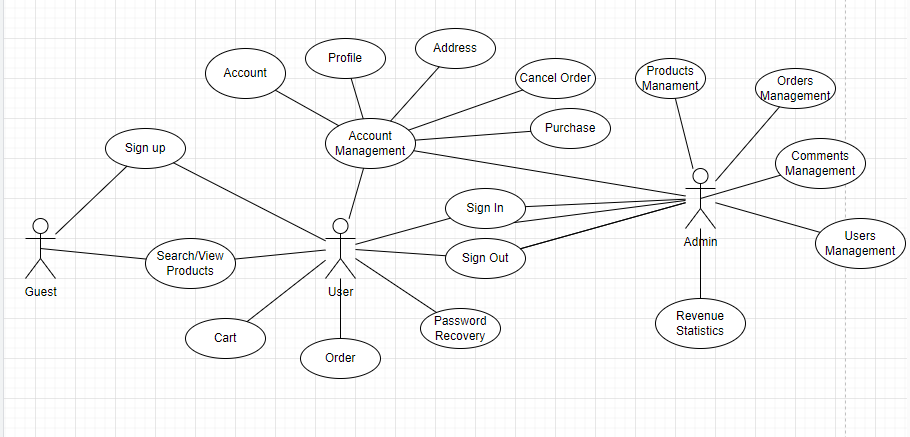 Address
Profile
Account
Cancel Order
Products
Manament
Orders
Management
Purchase
Account
Management
Sign up
Comments
Management
Sign In
Admin
Users
Management
Search/View
Products
Sign Out
Guest
User
Revenue
Statistics
Password
Recovery
Cart
Order